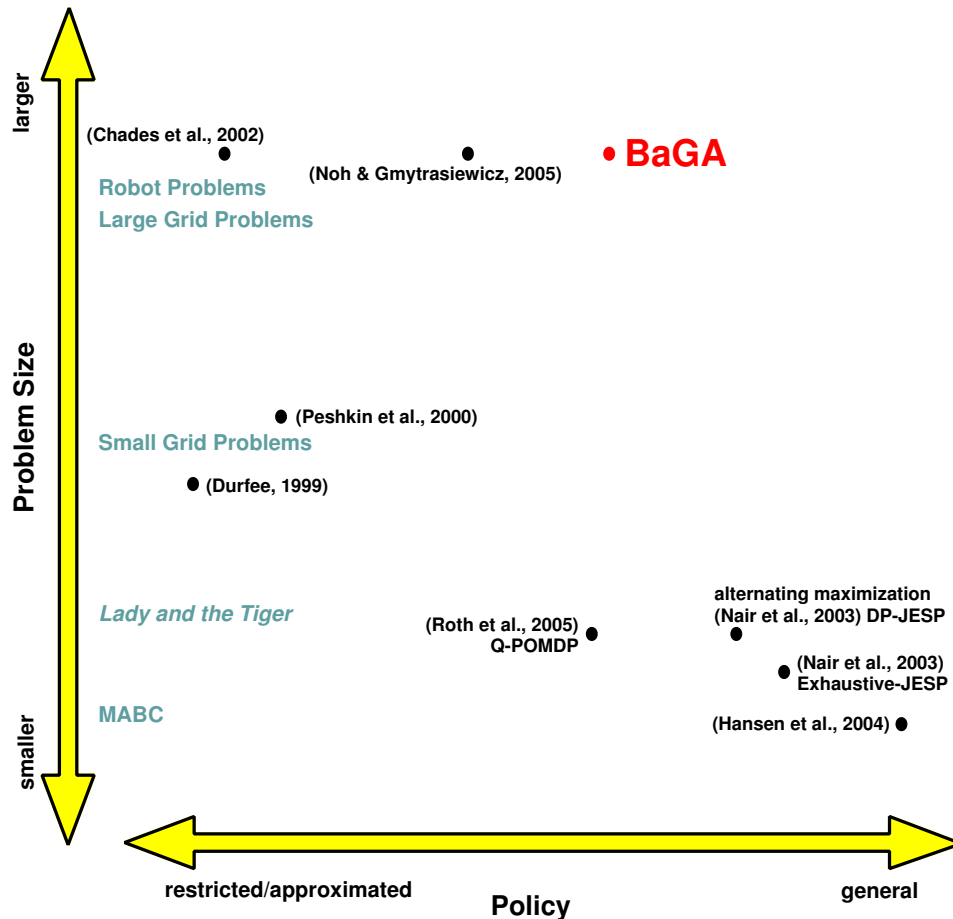 larger
(Chades et al., 2002)
BaGA
(Noh & Gmytrasiewicz, 2005)
Robot Problems
Large Grid Problems
Problem Size
(Peshkin et al., 2000)
Small Grid Problems
(Durfee, 1999)
Lady and the Tiger
alternating maximization
(Nair et al., 2003) DP-JESP
(Roth et al., 2005)
Q-POMDP
(Nair et al., 2003)
Exhaustive-JESP
MABC
(Hansen et al., 2004)
smaller
restricted/approximated
general
Policy